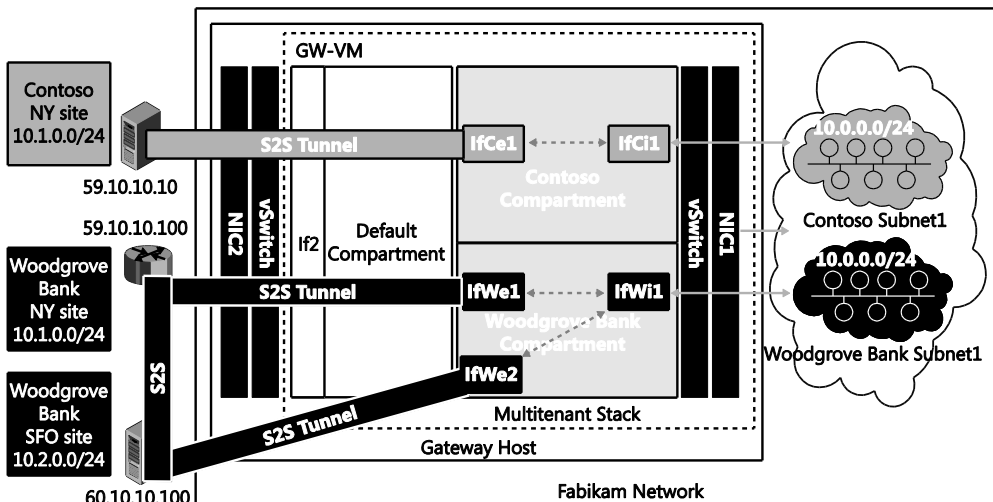 GW-VM
Contoso
NY site
10.1.0.0/24
59.10.10.10
S2S Tunnel
IfCe1
IfCi1
Contoso
Compartment
10.0.0.0/24
Contoso Subnet1
59.10.10.100
NIC2
vSwitch
If2
Default
Compartment
vSwitch
NIC1
Woodgrove
Bank
NY site
10.1.0.0/24
S2S Tunnel
IfWe1
IfWi1
Woodgrove Bank
Compartment
10.0.0.0/24
Woodgrove Bank Subnet1
S2S
IfWe2
S2S Tunnel
Woodgrove
Bank
SFO site
10.2.0.0/24
60.10.10.100
Multitenant Stack
Gateway Host
Fabikam Network